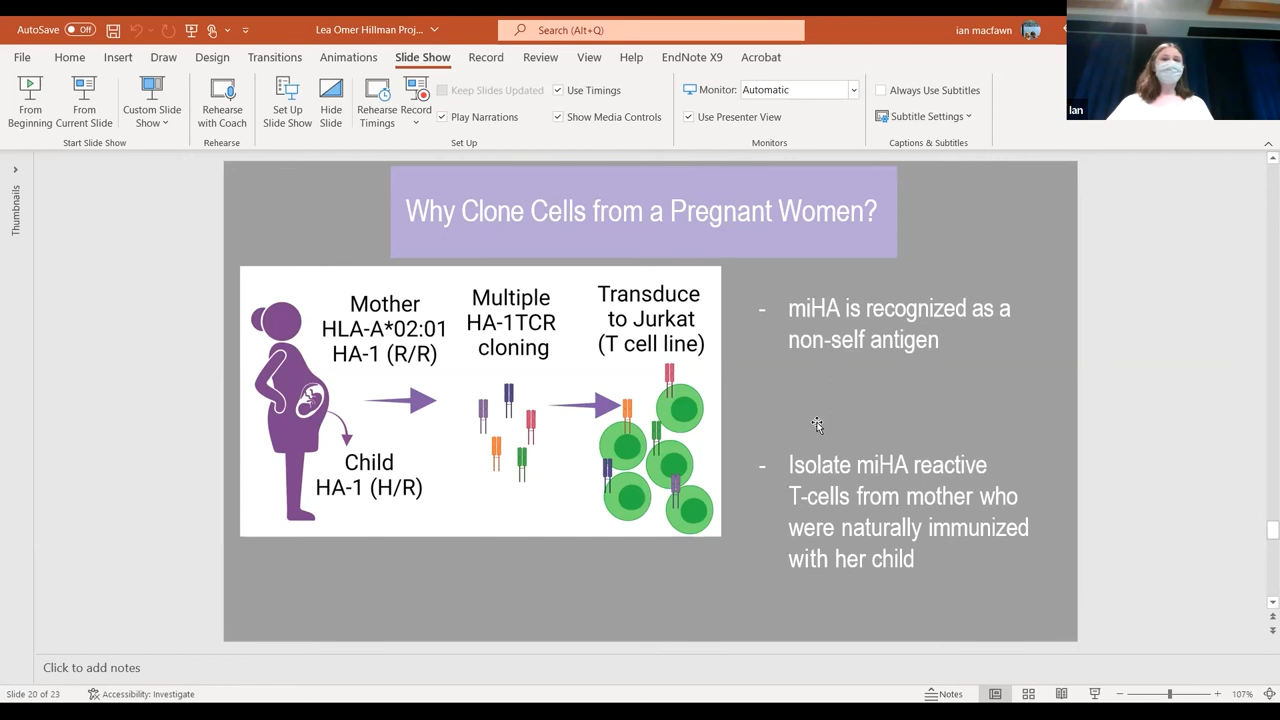 AutoSave Off
Lea Omer Hillman Proj...
Search (Alt+Q)
ian macfawn
File Home Insert Draw Design Transitions Animations Slide Show Record Review View Help EndNote X9 Acrobat
From Beginning
From Current Slide
Custom Slide Show
Start Slide Show
Rehearse with Coach
Rehearse
Set Up Slide Show
Hide Slide
Rehearse Timings
Record
Keep Slides Updated
Play Narrations
Use Timings
Show Media Controls
Set Up
Monitor: Automatic
Use Presenter View
Monitors
Always Use Subtitles
Subtitle Settings
Captions & Subtitles
Ian
Thumbnails
Why Clone Cells from a Pregnant Women?
Mother
HLA-A*02:01
HA-1 (R/R)
Child
HA-1 (H/R)
Multiple
HA-1TCR
cloning
Transduce
to Jurkat
(T cell line)
- miHA is recognized as a
non-self antigen
- Isolate miHA reactive
T-cells from mother who
were naturally immunized
with her child
Click to add notes
Slide 20 of 23
Accessibility: Investigate
Notes
107%